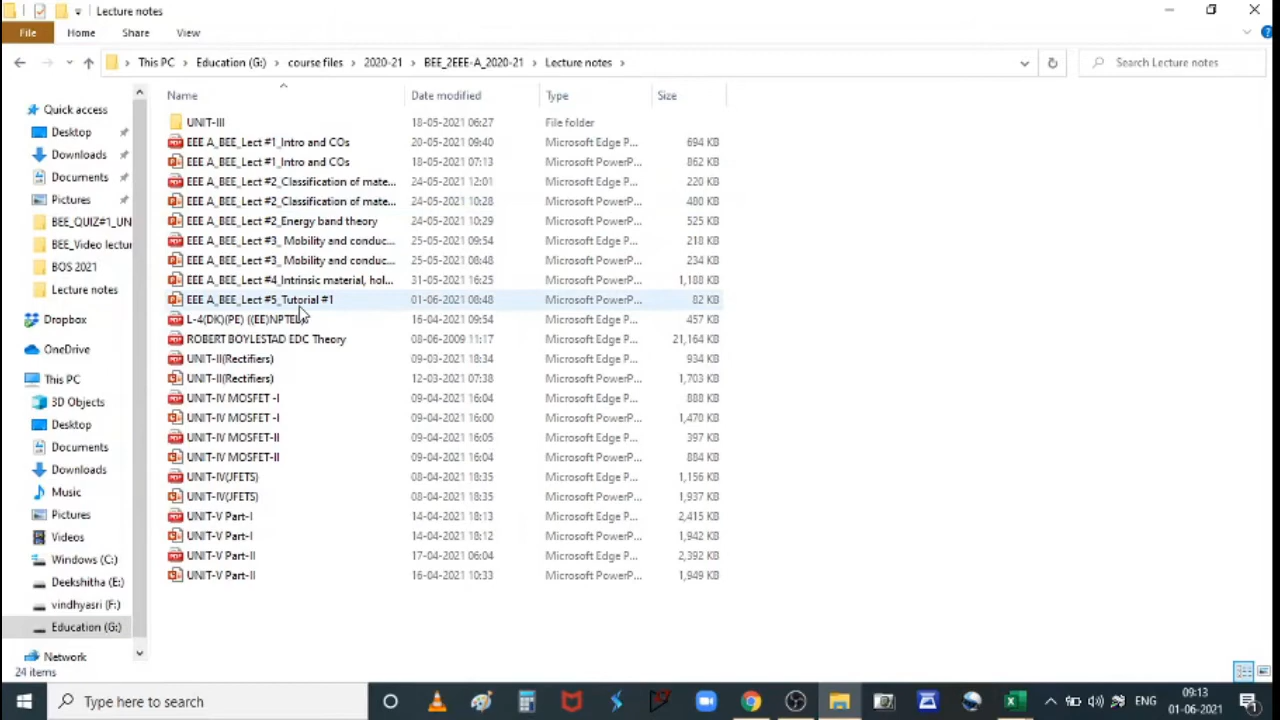 Lecture notes
File Home Share View
This PC Education (G:) course files 2020-21 BEE_2EEE-A_2020-21 Lecture notes Search Lecture notes
Name Date modified Type Size
Quick access
Desktop
Downloads
Documents
Pictures
BEE_QUIZ#1_UN
BEE_Video lectur
BOS 2021
Lecture notes
Dropbox
OneDrive
This PC
3D Objects
Desktop
Documents
Downloads
Music
Pictures
Videos
Windows (C:)
Deekshitha (E:)
vindhyasri (F:)
Education (G:)
Network
UNIT-III 18-05-2021 06:27 File folder
EEE A_BEE_Lect #1_Intro and COs 20-05-2021 09:40 Microsoft Edge P... 694 KB
EEE A_BEE_Lect #1_Intro and COs 18-05-2021 07:13 Microsoft PowerP... 862 KB
EEE A_BEE_Lect #2_Classification of mate... 24-05-2021 12:01 Microsoft Edge P... 220 KB
EEE A_BEE_Lect #2_Classification of mate... 24-05-2021 10:28 Microsoft PowerP... 480 KB
EEE A_BEE_Lect #2_Energy band theory 24-05-2021 10:29 Microsoft PowerP... 525 KB
EEE A_BEE_Lect #3_ Mobility and conduc... 25-05-2021 09:54 Microsoft Edge P... 218 KB
EEE A_BEE_Lect #3_ Mobility and conduc... 25-05-2021 08:48 Microsoft PowerP... 234 KB
EEE A_BEE_Lect #4_Intrinsic material, hol... 31-05-2021 16:25 Microsoft PowerP... 1,188 KB
EEE A_BEE_Lect #5_Tutorial #1 01-06-2021 08:48 Microsoft PowerP... 82 KB
L-4(DK)(PE) ((EE)NPTEL) 16-04-2021 09:54 Microsoft Edge P... 457 KB
ROBERT BOYLESTAD EDC Theory 08-06-2009 11:17 Microsoft Edge P... 21,164 KB
UNIT-II(Rectifiers) 09-03-2021 18:34 Microsoft Edge P... 934 KB
UNIT-II(Rectifiers) 12-03-2021 07:38 Microsoft PowerP... 1,703 KB
UNIT-IV MOSFET -I 09-04-2021 16:04 Microsoft Edge P... 888 KB
UNIT-IV MOSFET -I 09-04-2021 16:00 Microsoft PowerP... 1,470 KB
UNIT-IV MOSFET-II 09-04-2021 16:05 Microsoft Edge P... 397 KB
UNIT-IV MOSFET-II 09-04-2021 16:04 Microsoft PowerP... 884 KB
UNIT-IV(JFETS) 08-04-2021 18:35 Microsoft Edge P... 1,156 KB
UNIT-IV(JFETS) 08-04-2021 18:35 Microsoft PowerP... 1,937 KB
UNIT-V Part-I 14-04-2021 18:13 Microsoft Edge P... 2,415 KB
UNIT-V Part-I 14-04-2021 18:12 Microsoft PowerP... 1,942 KB
UNIT-V Part-II 17-04-2021 06:04 Microsoft Edge P... 2,392 KB
UNIT-V Part-II 16-04-2021 10:33 Microsoft PowerP... 1,949 KB
24 items
Type here to search
ENG
09:13
01-06-2021